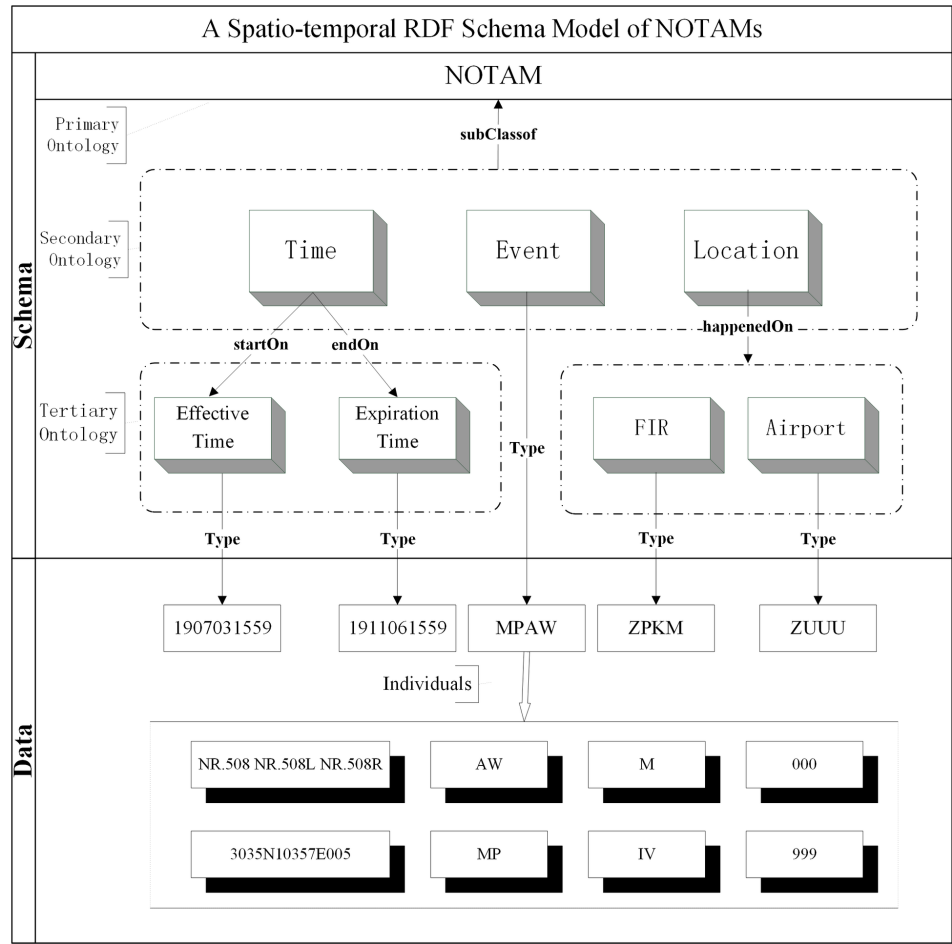 A Spatio-temporal RDF Schema Model of NOTAMs
NOTAM
Schema
Primary
Ontology
subClassof
Secondary
Ontology
Time
Event
Location
startOn
endOn
happenedOn
Tertiary
Ontology
Effective
Time
Expiration
Time
FIR
Airport
Type
Type
Type
Type
Type
Data
1907031559
1911061559
MPAW
ZPKM
ZUUU
Individuals
NR.508 NR.508L NR.508R
AW
M
000
3035N10357E005
MP
IV
999